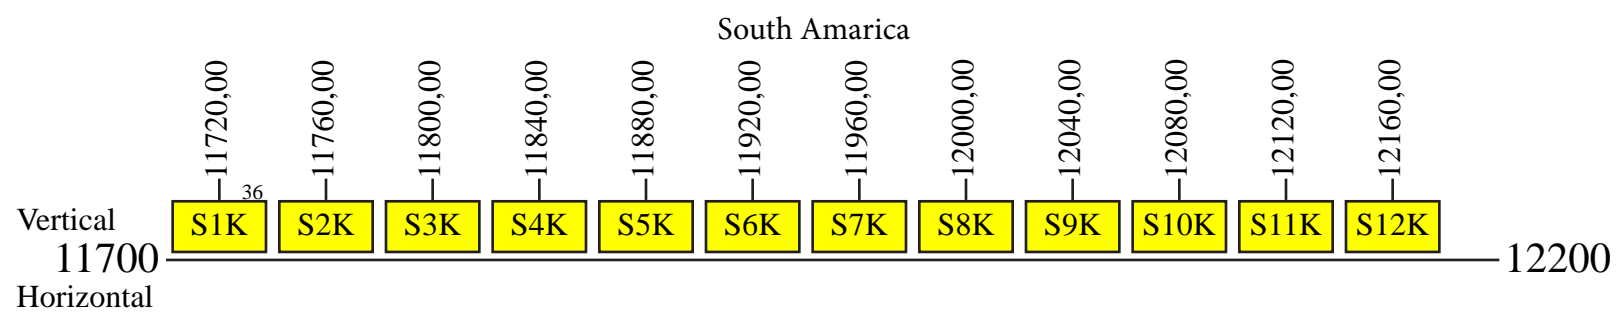 South Amarica
11720,00 11760,00 11800,00 11840,00 11880,00 11920,00 11960,00 12000,00 12040,00 12080,00 12120,00 12160,00
36
Vertical S1K S2K S3K S4K S5K S6K S7K S8K S9K S10K S11K S12K
11700 12200
Horizontal